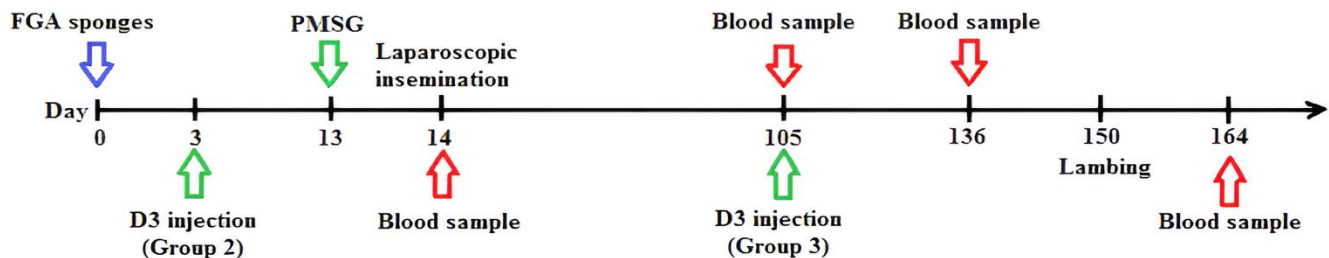 FGA sponges
PMSG
Blood sample
Blood sample
Laparoscopic
insemination
Day
0
3
13
14
105
136
150
164
Lambing
D3 injection
(Group 2)
Blood sample
D3 injection
(Group 3)
Blood sample